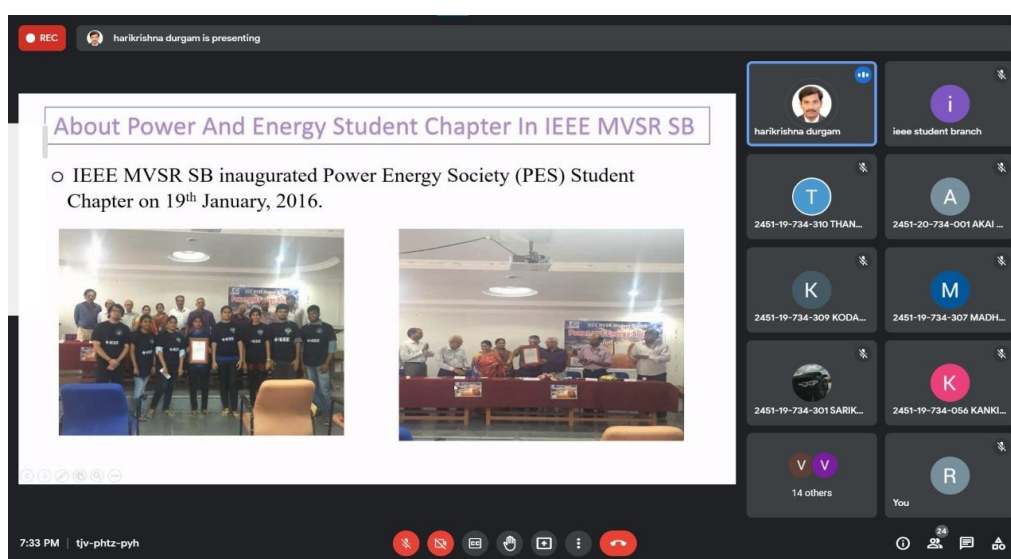 REC
harikrishna durgam is presenting
About Power And Energy Student Chapter In IEEE MVSR SB
IEEE MVSR SB inaugurated Power Energy Society (PES) Student
Chapter on 19th January, 2016.
harikrishna durgam
i
ieee student branch
T
2451-19-734-310 THAN...
A
2451-20-734-001 AKAI ...
K
2451-19-734-309 KODA...
M
2451-19-734-307 MADH...
2451-19-734-301 SARIK...
K
2451-19-734-056 KANKI...
V V
14 others
R
You
7:33 PM | tjv-phtz-pyh
CC
24